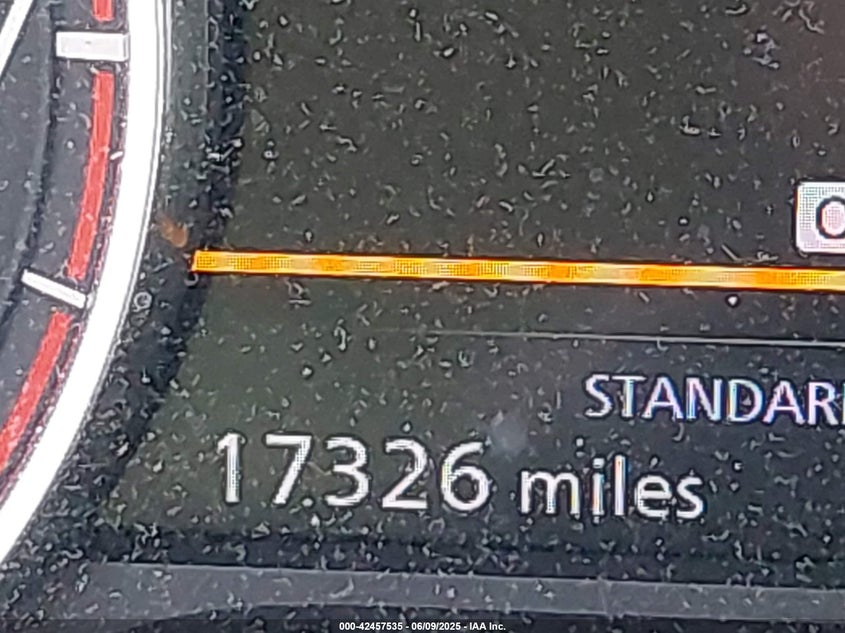 O
STANDAR
17326 miles
000-42457535 - 06/09/2025 - IAA Inc.